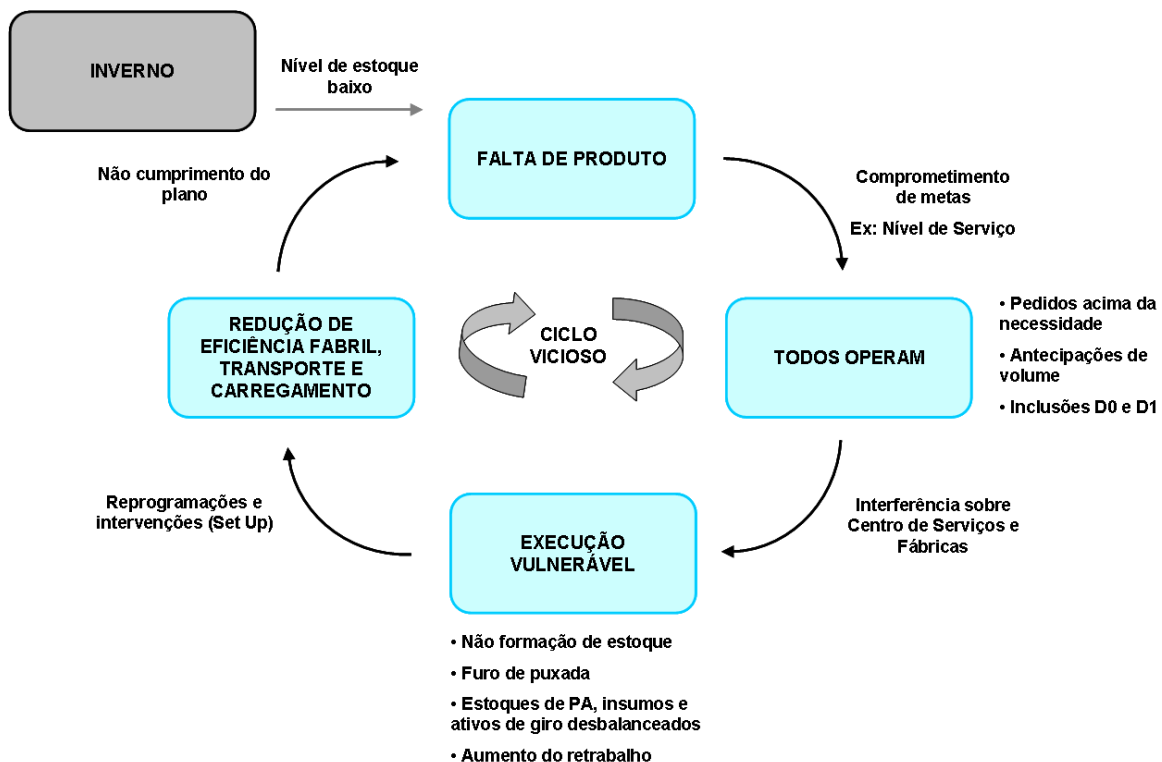 INVERNO
Nível de estoque
baixo
FALTA DE PRODUTO
Não cumprimento do
plano
Comprometimento
de metas
Ex: Nível de Serviço
REDUÇÃO DE
EFICIÊNCIA FABRIL,
TRANSPORTE E
CARREGAMENTO
CICLO
VICIOSO
TODOS OPERAM
• Pedidos acima da
necessidade
• Antecipações de
volume
• Inclusões D0 e D1
Reprogramações e
intervenções (Set Up)
EXECUÇÃO
VULNERÁVEL
Interferência sobre
Centro de Serviços e
Fábricas
• Não formação de estoque
• Furo de puxada
• Estoques de PA, insumos e
ativos de giro desbalanceados
• Aumento do retrabalho